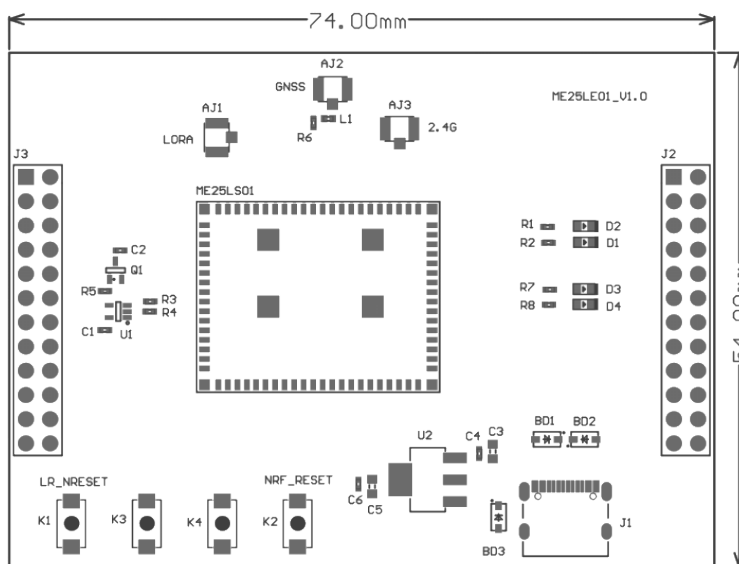 74.00mm
AJ2
GNSS
ME25LE01_V1.0
AJ1
AJ3
L1
R6
LORA
2.4G
J3
J2
ME25LS01
R1
D2
R2
D1
C2
Q1
R5
R7
D3
R3
R8
D4
R4
C1
U1
BD1
BD2
U2
C4
C3
LR_NRESET
NRF_RESET
C6
C5
K1
K3
K4
K2
J1
BD3